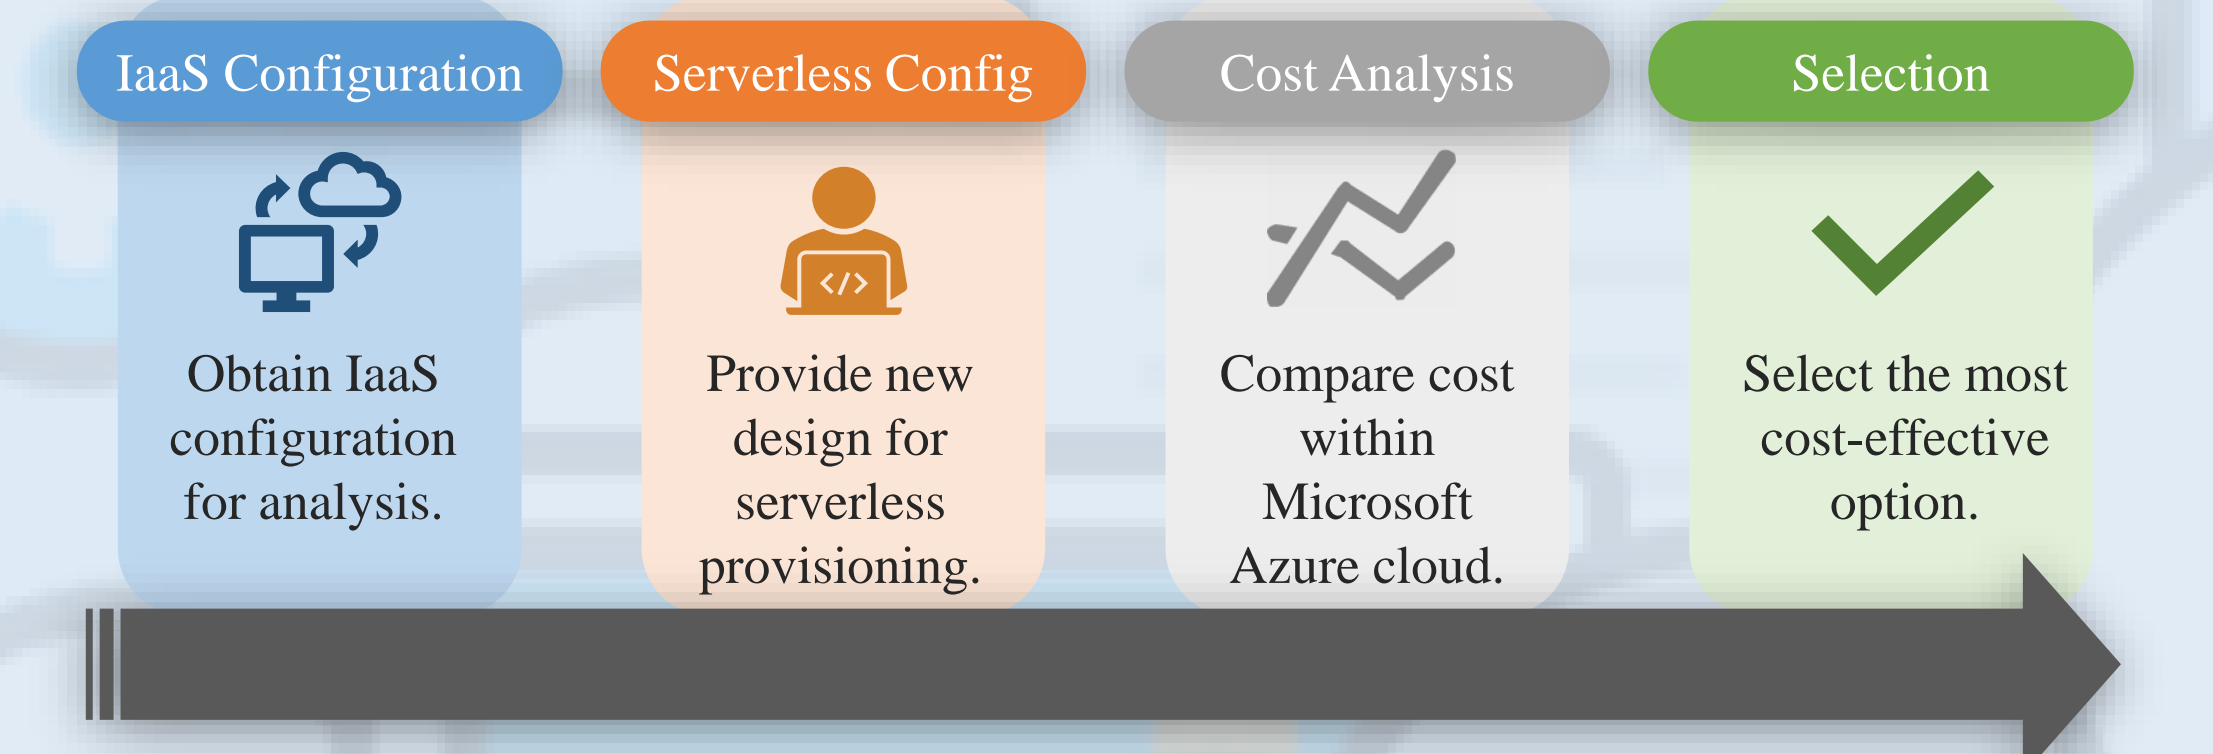 IaaS Configuration
Obtain IaaS
configuration
for analysis.
Serverless Config
</>
Provide new
design for
serverless
provisioning.
Cost Analysis
Compare cost
within
Microsoft
Azure cloud.
Selection
Select the most
cost-effective
option.